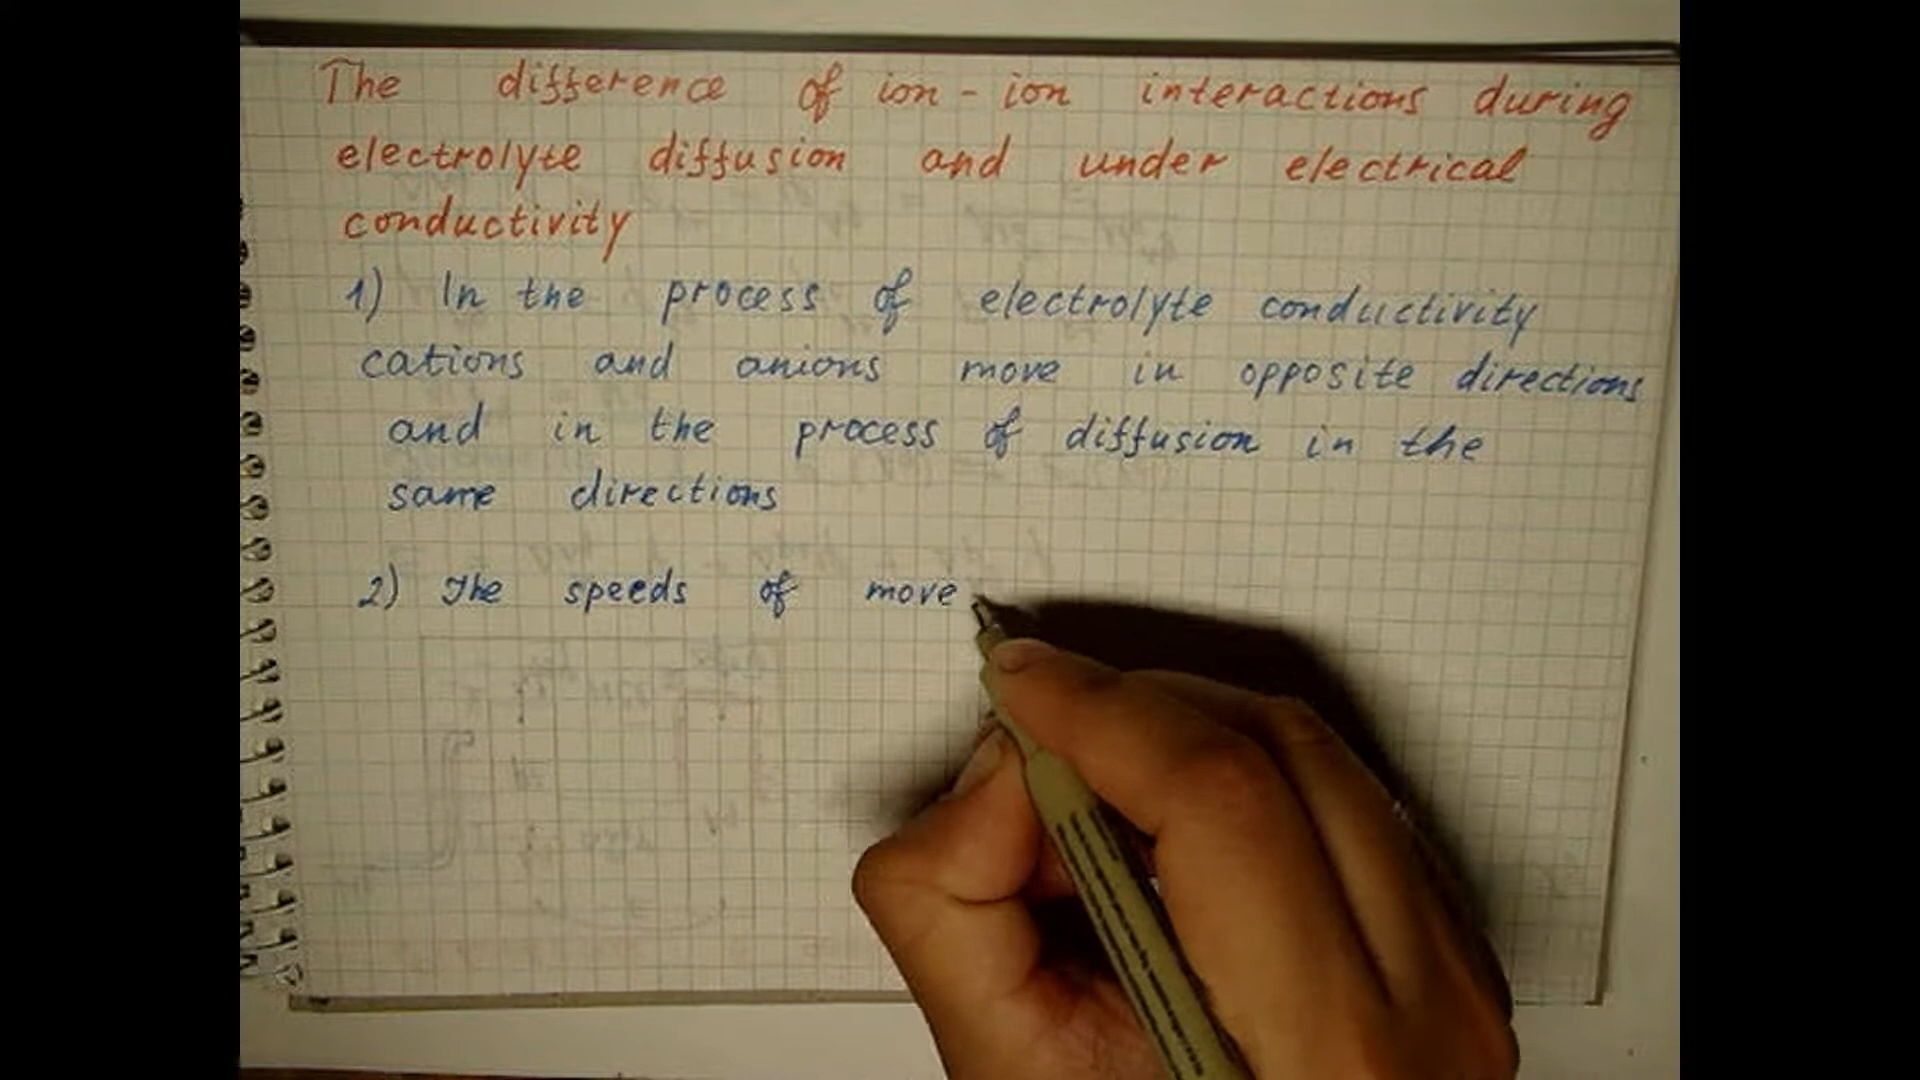 The difference of ion-ion interactions during
electrolyte diffusion and under electrical
conductivity
1) In the process of electrolyte conductivity
cations and anions move in opposite directions
and in the process of diffusion in the
same directions
2) The speeds of move